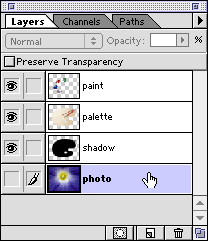 Layers Channels Paths
Normal Opacity: %
Preserve Transparency
paint
palette
shadow
photo